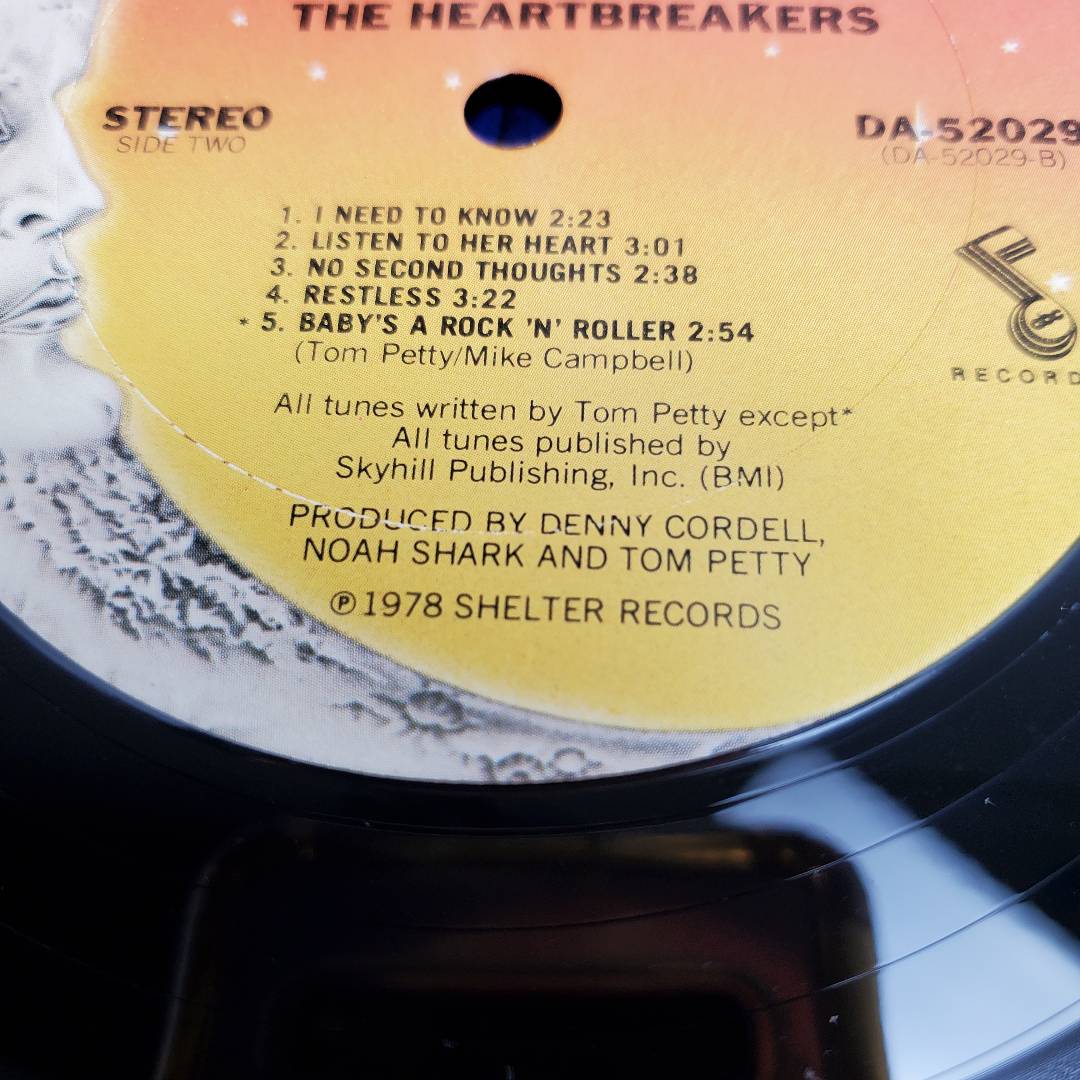 THE HEARTBREAKERS
STEREO
SIDE TWO
DA-52029
(DA-52029-B)
1. I NEED TO KNOW 2:23
2. LISTEN TO HER HEART 3:01
3. NO SECOND THOUGHTS 2:38
4. RESTLESS 3:22
* 5. BABY'S A ROCK 'N' ROLLER 2:54
(Tom Petty/Mike Campbell)
All tunes written by Tom Petty except*
All tunes published by
Skyhill Publishing, Inc. (BMI)
PRODUCED BY DENNY CORDELL,
NOAH SHARK AND TOM PETTY
℗1978 SHELTER RECORDS
&
RECORD